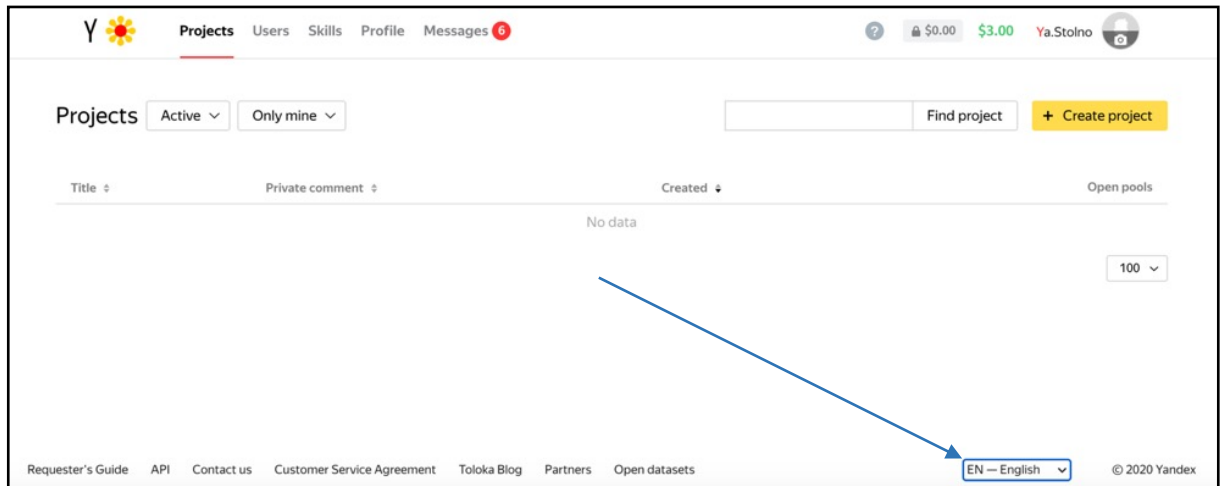 Y Projects Users Skills Profile Messages 6 ? $0.00 $3.00 Ya.Stolno
Projects Active Only mine Find project + Create project
Title Private comment Created Open pools
No data
100
Requester's Guide API Contact us Customer Service Agreement Toloka Blog Partners Open datasets EN — English © 2020 Yandex